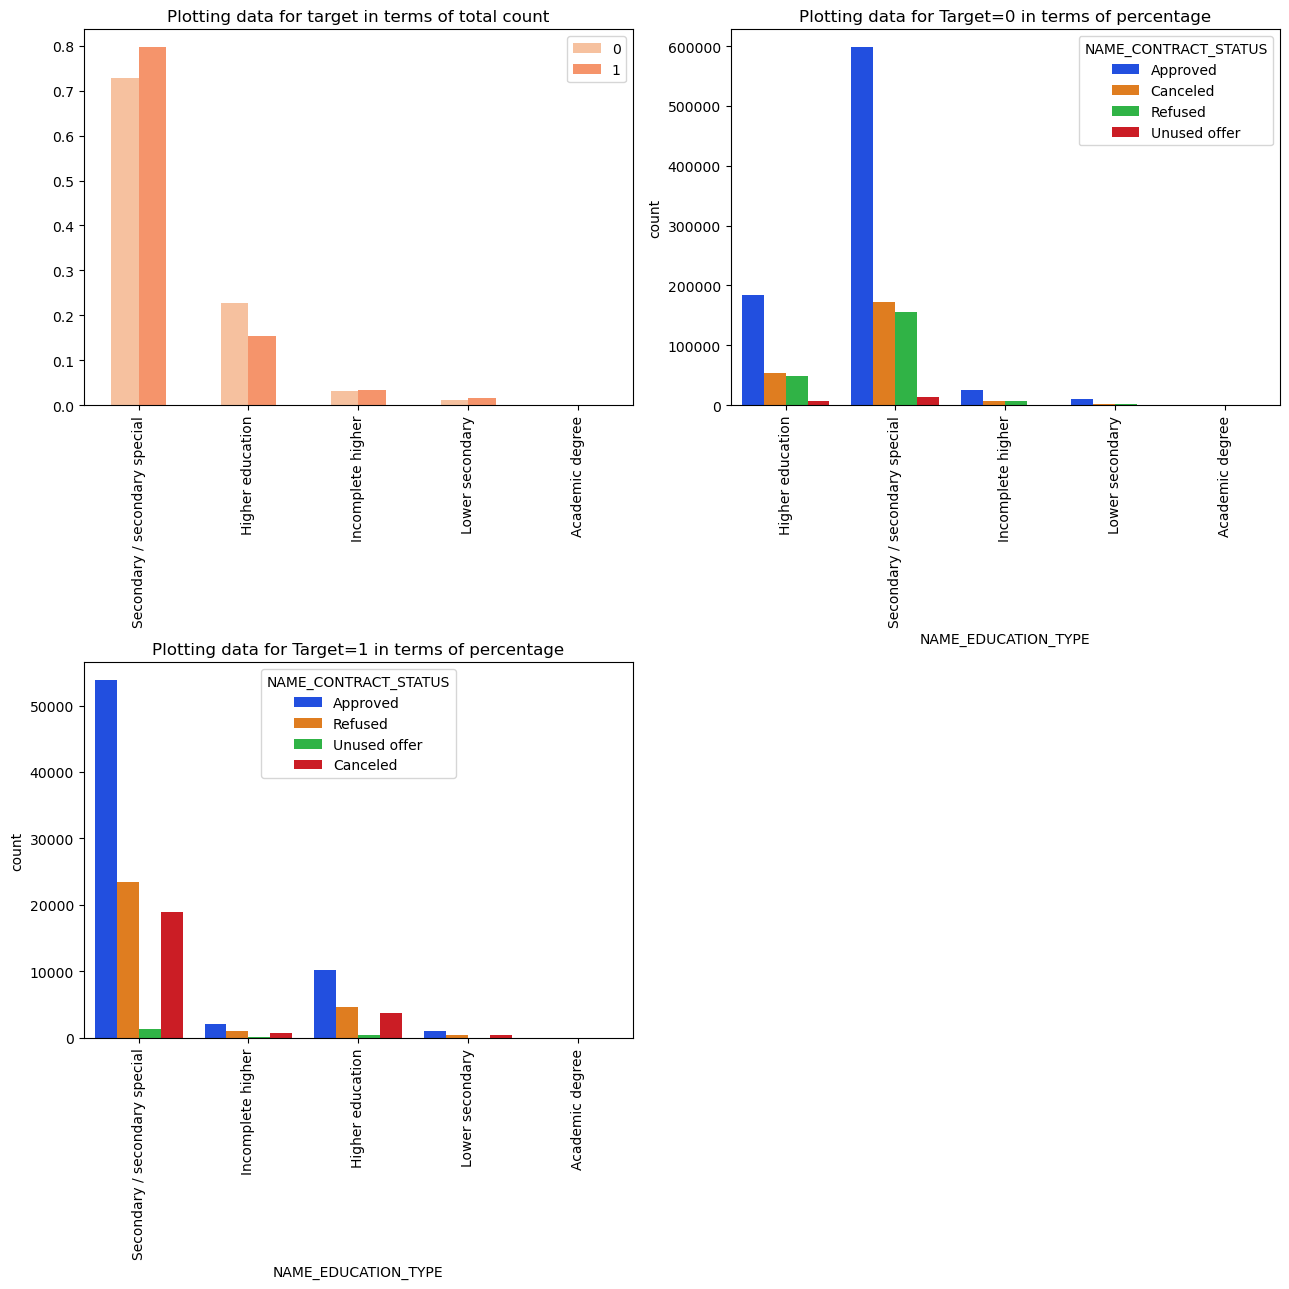 Plotting data for target in terms of total count
0.8
0.7
0.6
0.5
0.4
0.3
0.2
0.1
0.0
0
1
Secondary / secondary special
Higher education
Incomplete higher
Lower secondary
Academic degree
Plotting data for Target=0 in terms of percentage
count
600000
500000
400000
300000
200000
100000
0
NAME_CONTRACT_STATUS
Approved
Canceled
Refused
Unused offer
Higher education
Secondary / secondary special
Incomplete higher
Lower secondary
Academic degree
NAME_EDUCATION_TYPE
Plotting data for Target=1 in terms of percentage
count
50000
40000
30000
20000
10000
0
NAME_CONTRACT_STATUS
Approved
Refused
Unused offer
Canceled
Secondary / secondary special
Incomplete higher
Higher education
Lower secondary
Academic degree
NAME_EDUCATION_TYPE